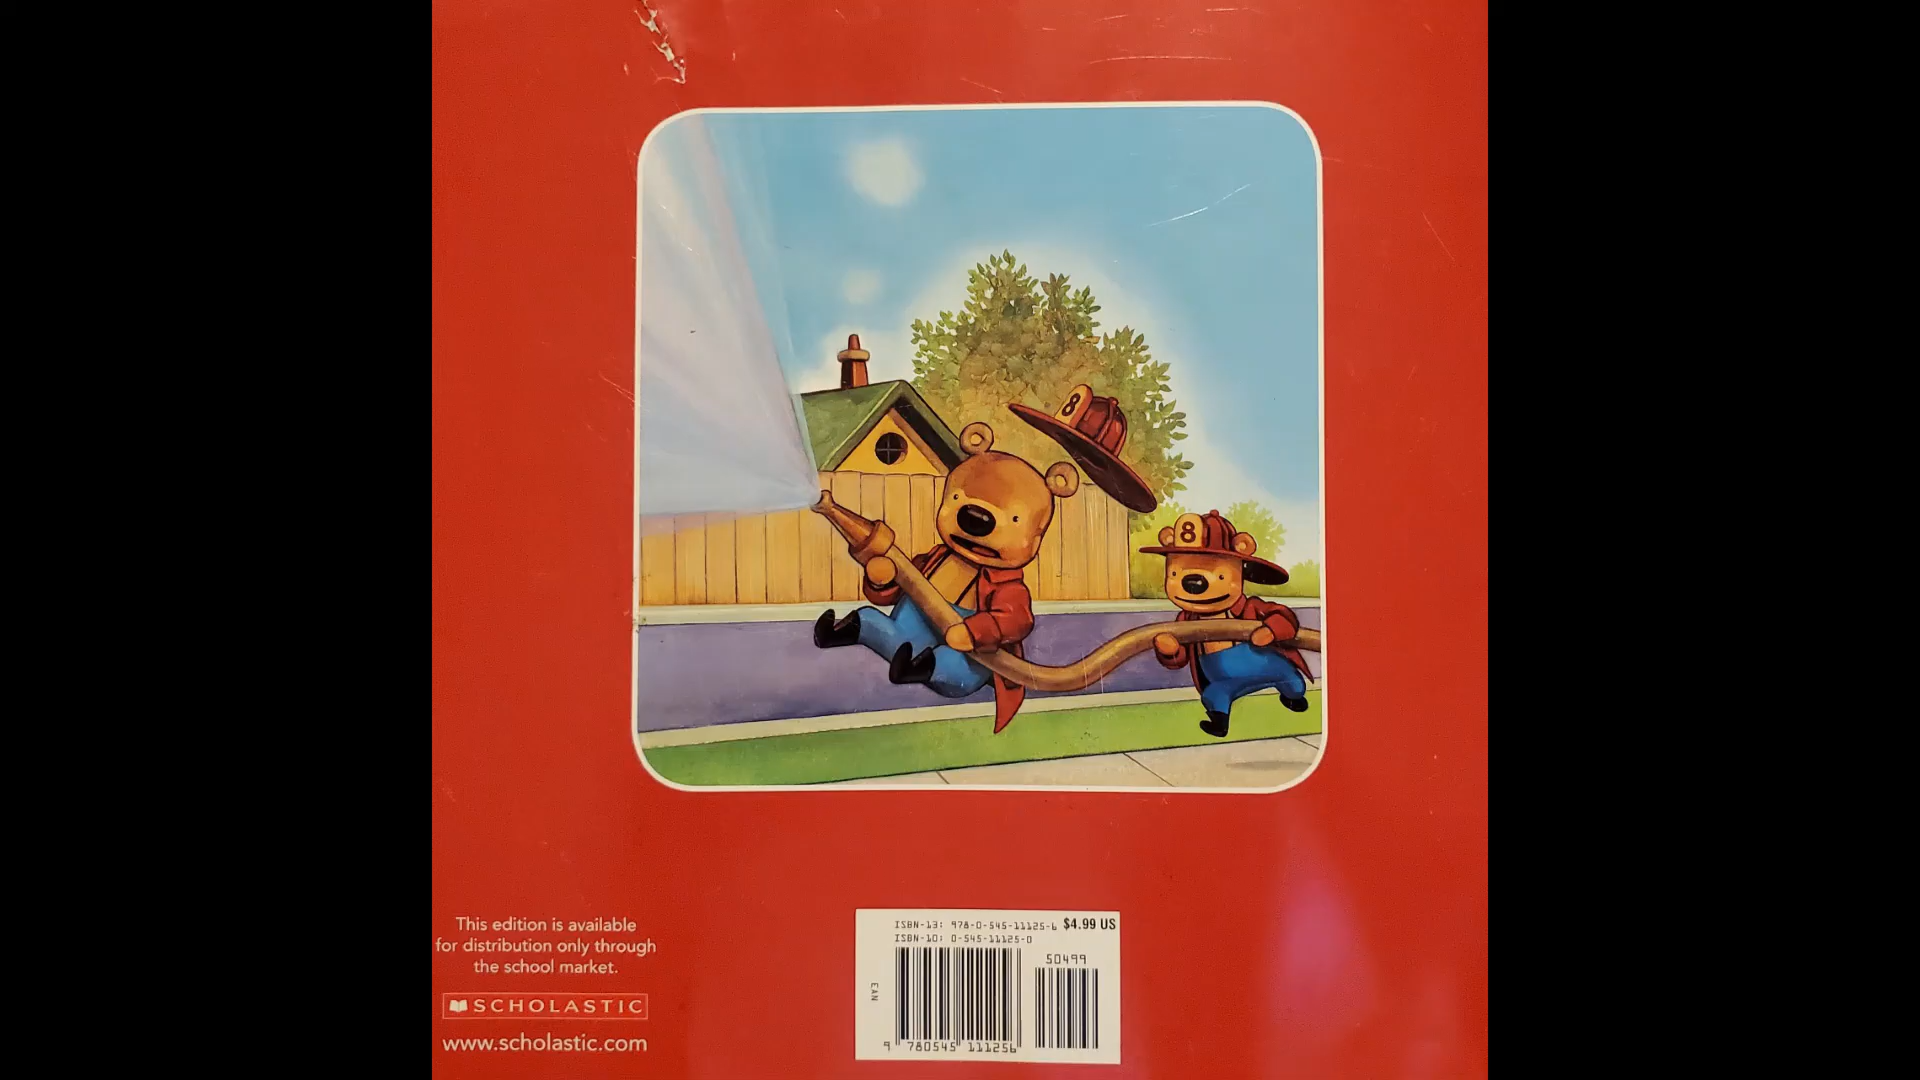 8
8
This edition is available
for distribution only through
the school market.
SCHOLASTIC
www.scholastic.com
ISBN-13: 978-0-545-11125-6 $4.99 US
ISBN-10: 0-545-11125-0
50499
EAN
9 780545 111256